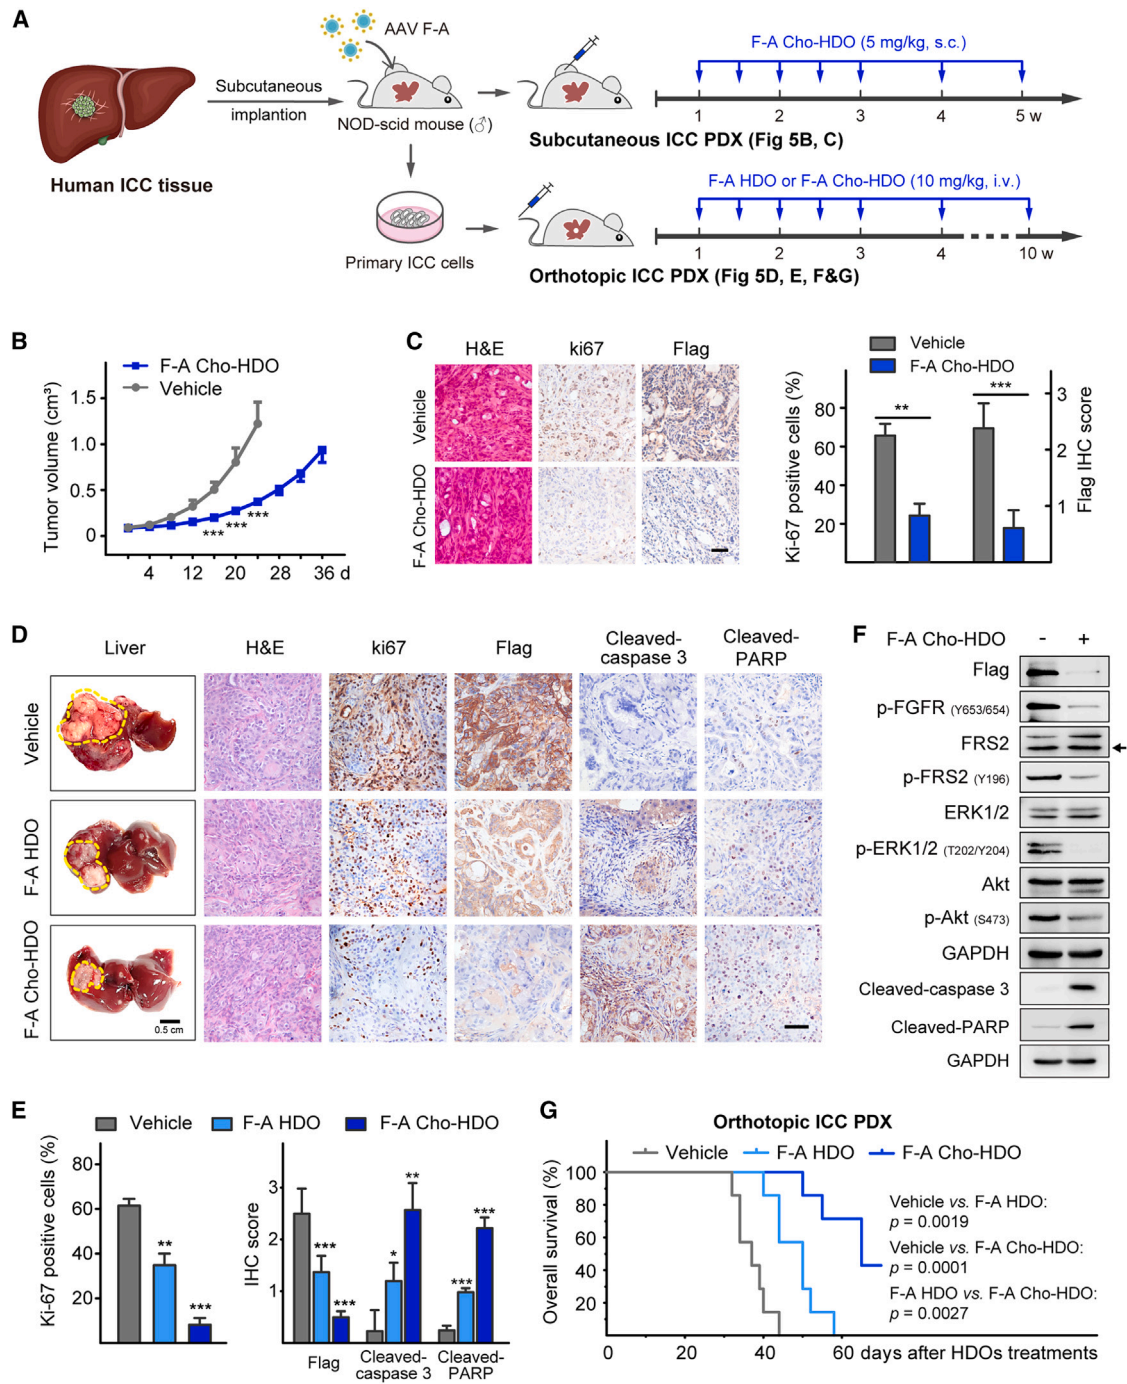 A
AAV F-A
Subcutaneous
implantion
NOD-scid mouse (♂)
Human ICC tissue
Primary ICC cells
F-A Cho-HDO (5 mg/kg, s.c.)
1 2 3 4 5 w
Subcutaneous ICC PDX (Fig 5B, C)
F-A HDO or F-A Cho-HDO (10 mg/kg, i.v.)
1 2 3 4 10 w
Orthotopic ICC PDX (Fig 5D, E, F&G)
B
F-A Cho-HDO
Vehicle
Tumor volume (cm³)
1.5
1.0
0.5
0
***
***
***
4 12 20 28 36 d
C
H&E ki67 Flag
Vehicle
F-A Cho-HDO
Vehicle
F-A Cho-HDO
Ki-67 positive cells (%)
80
60
40
20
**
***
3
2
1
Flag IHC score
D
Liver H&E ki67 Flag Cleaved-caspase 3 Cleaved-PARP
Vehicle
F-A HDO
F-A Cho-HDO
0.5 cm
F
F-A Cho-HDO - +
Flag
p-FGFR (Y653/654)
FRS2
p-FRS2 (Y196)
ERK1/2
p-ERK1/2 (T202/Y204)
Akt
p-Akt (S473)
GAPDH
Cleaved-caspase 3
Cleaved-PARP
GAPDH
E
Vehicle F-A HDO F-A Cho-HDO
Ki-67 positive cells (%)
80
60
40
20
**
***
IHC score
3
2
1
***
***
*
**
***
***
Flag Cleaved-caspase 3 Cleaved-PARP
G
Orthotopic ICC PDX
Vehicle F-A HDO F-A Cho-HDO
Overall survival (%)
100
80
60
40
20
Vehicle vs. F-A HDO:
p = 0.0019
Vehicle vs. F-A Cho-HDO:
p = 0.0001
F-A HDO vs. F-A Cho-HDO:
p = 0.0027
0 20 40 60 days after HDOs treatments